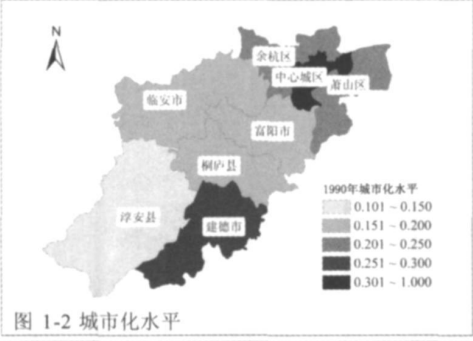 N
余杭区
中心城区
萧山区
临安市
富阳市
桐庐县
淳安县
建德市
1990年城市化水平
0.101 ~ 0.150
0.151 ~ 0.200
0.201 ~ 0.250
0.251 ~ 0.300
0.301 ~ 1.000
图 1-2 城市化水平